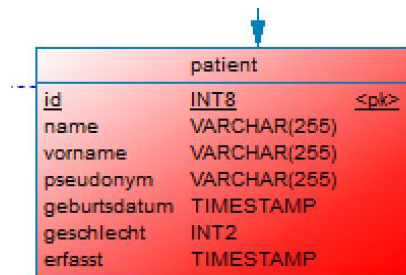 patient
id INT8 <pk>
name VARCHAR(255)
vorname VARCHAR(255)
pseudonym VARCHAR(255)
geburtsdatum TIMESTAMP
geschlecht INT2
erfasst TIMESTAMP